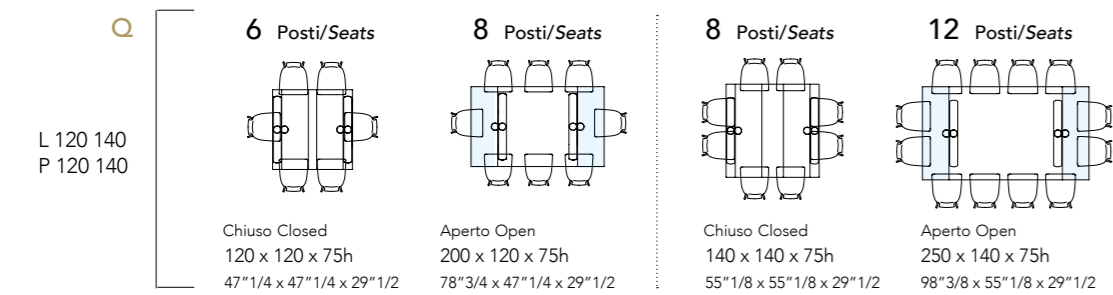 Q
L 120 140
P 120 140
6 Posti/Seats
Chiuso Closed
120 x 120 x 75h
47"1/4 x 47"1/4 x 29"1/2
8 Posti/Seats
Aperto Open
200 x 120 x 75h
78"3/4 x 47"1/4 x 29"1/2
8 Posti/Seats
Chiuso Closed
140 x 140 x 75h
55"1/8 x 55"1/8 x 29"1/2
12 Posti/Seats
Aperto Open
250 x 140 x 75h
98"3/8 x 55"1/8 x 29"1/2